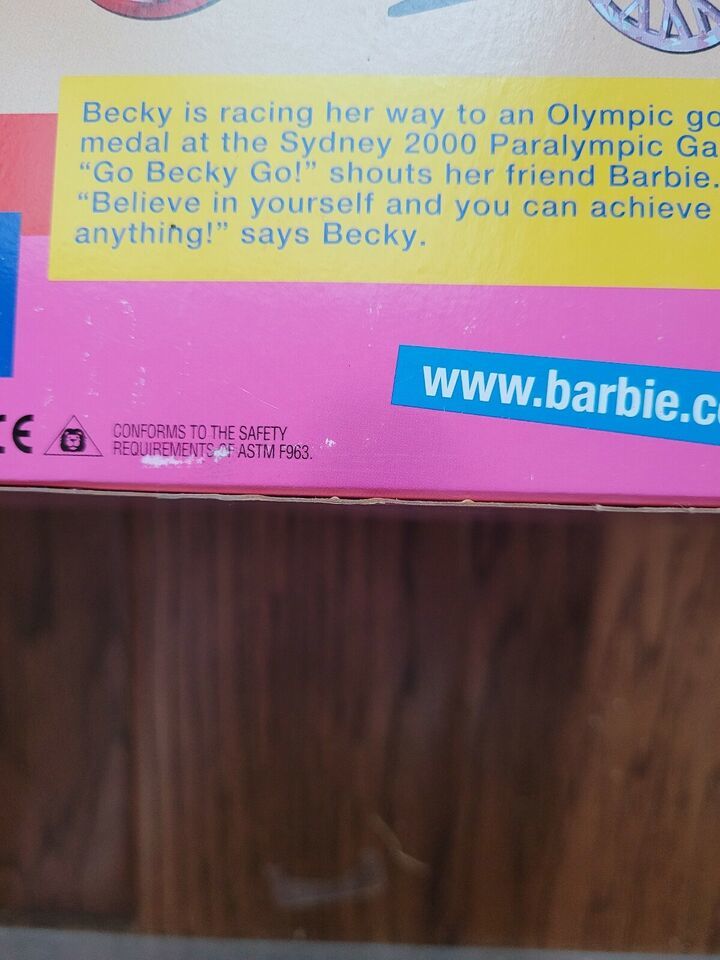 Becky is racing her way to an Olympic go
medal at the Sydney 2000 Paralympic Ga
“Go Becky Go!” shouts her friend Barbie.
“Believe in yourself and you can achieve
anything!” says Becky.
www.barbie.c
CE
CONFORMS TO THE SAFETY
REQUIREMENTS OF ASTM F963.